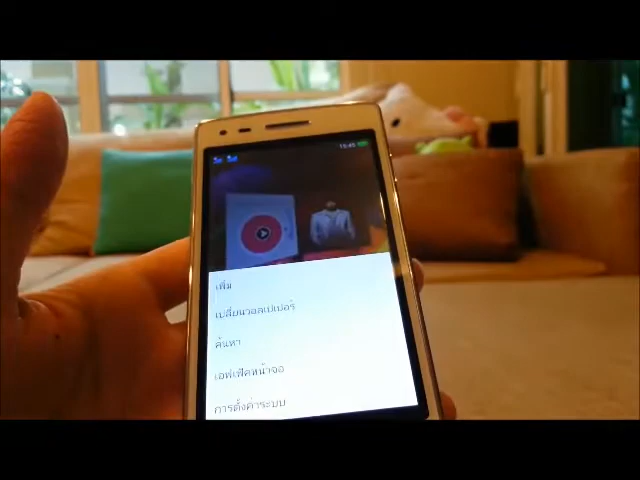 15:45
เพิ่ม
เปลี่ยนวอลเปเปอร์
ค้นหา
เอฟเฟ็คหน้าจอ
การตั้งค่าระบบ